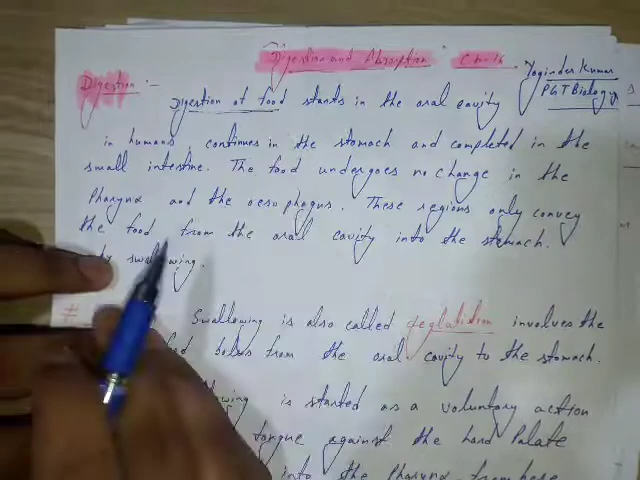 Digestion and Absorption Ch-16
Yoginder Kumar
PGT Biology
Digestion :-
Digestion of food starts in the oral cavity
in humans, continues in the stomach and completed in the
small intestine. The food undergoes no change in the
Pharynx and the oesophagus. These regions only convey
the food from the oral cavity into the stomach.
by swallowing.
# Swallowing is also called deglutition involves the
bolus from the oral cavity to the stomach.
is started as a voluntary action
tongue against the hard Palate
into the Pharynx. From here